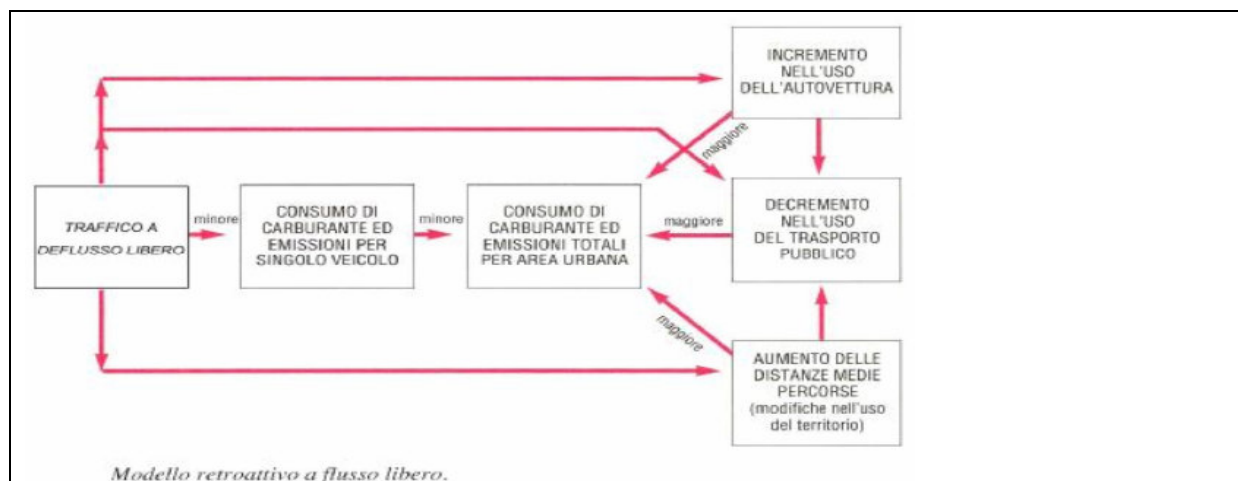 INCREMENTO
NELL'USO
DELL'AUTOVETTURA
maggiore
TRAFFICO A
DEFLUSSO LIBERO
minore
CONSUMO DI
CARBURANTE ED
EMISSIONI PER
SINGOLO VEICOLO
minore
CONSUMO DI
CARBURANTE ED
EMISSIONI TOTALI
PER AREA URBANA
maggiore
DECREMENTO
NELL'USO
DEL TRASPORTO
PUBBLICO
maggiore
AUMENTO DELLE
DISTANZE MEDIE
PERCORSE
(modifiche nell'uso
del territorio)
Modello retroattivo a flusso libero.